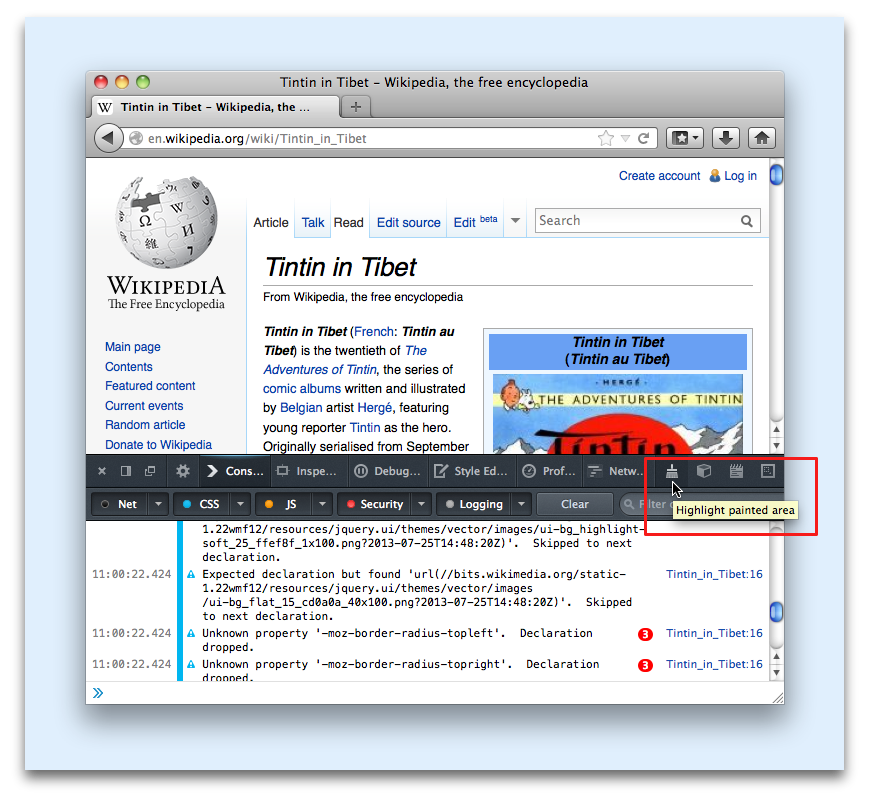 Tintin in Tibet – Wikipedia, the free encyclopedia
W Tintin in Tibet – Wikipedia, the ...
en.wikipedia.org/wiki/Tintin_in_Tibet
Create account Log in
Article Talk Read Edit source Edit beta Search
Ω W 維 И
WIKIPEDIA
The Free Encyclopedia
Main page
Contents
Featured content
Current events
Random article
Donate to Wikipedia
Tintin in Tibet
From Wikipedia, the free encyclopedia
Tintin in Tibet (French: Tintin au
Tibet) is the twentieth of The
Adventures of Tintin, the series of
comic albums written and illustrated
by Belgian artist Hergé, featuring
young reporter Tintin as the hero.
Originally serialised from September
Tintin in Tibet
(Tintin au Tibet)
· HERGÉ ·
THE ADVENTURES OF TINTIN
Tintin
Cons... Inspe... Debug... Style Ed... Prof... Netw...
Net CSS JS Security Logging Clear Filter
Highlight painted area
1.22wmf12/resources/jquery.ui/themes/vector/images/ui-bg_highlight-
soft_25_ffef8f_1x100.png?2013-07-25T14:48:20Z)'. Skipped to next
declaration.
11:00:22.424 Expected declaration but found 'url(//bits.wikimedia.org/static- Tintin_in_Tibet:16
1.22wmf12/resources/jquery.ui/themes/vector/images
/ui-bg_flat_15_cd0a0a_40x100.png?2013-07-25T14:48:20Z)'. Skipped
to next declaration.
11:00:22.424 Unknown property '-moz-border-radius-topleft'. Declaration 3 Tintin_in_Tibet:16
dropped.
11:00:22.424 Unknown property '-moz-border-radius-topright'. Declaration 3 Tintin_in_Tibet:16
dropped.